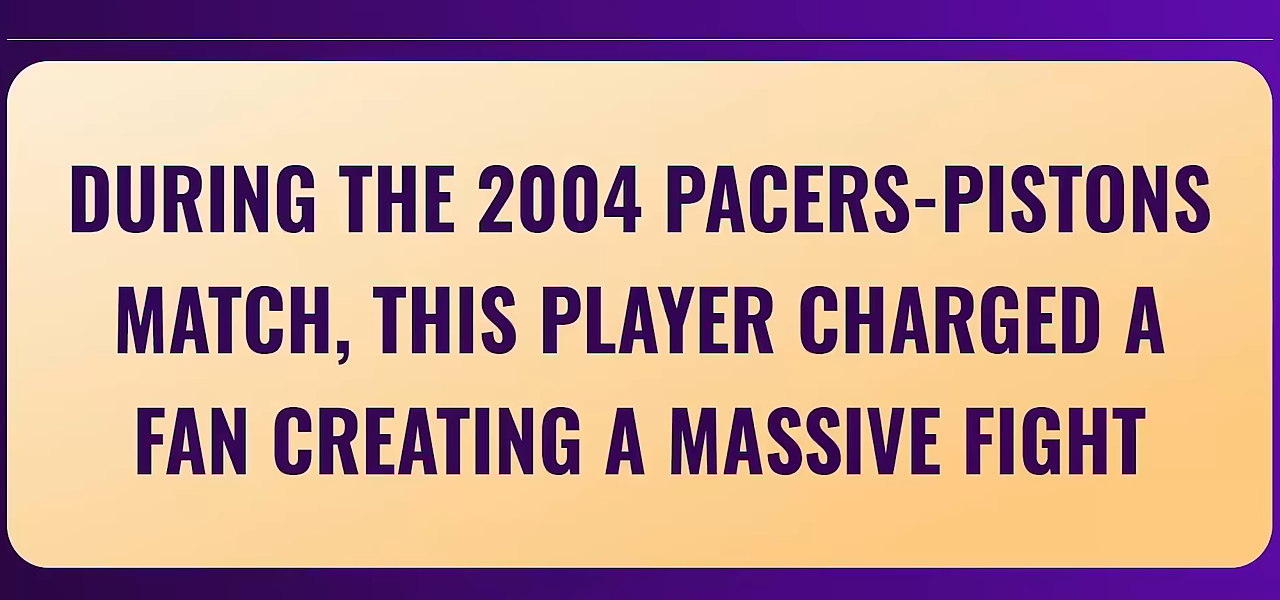 DURING THE 2004 PACERS-PISTONS
MATCH, THIS PLAYER CHARGED A
FAN CREATING A MASSIVE FIGHT